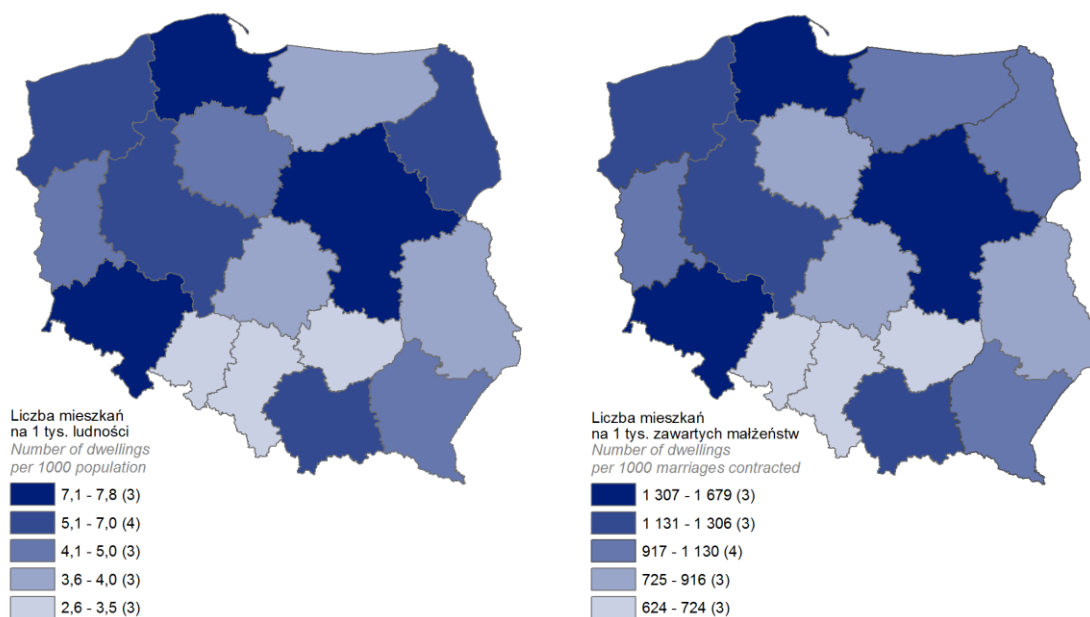 Liczba mieszkań
na 1 tys. ludności
Number of dwellings
per 1000 population
7,1 - 7,8 (3)
5,1 - 7,0 (4)
4,1 - 5,0 (3)
3,6 - 4,0 (3)
2,6 - 3,5 (3)
Liczba mieszkań
na 1 tys. zawartych małżeństw
Number of dwellings
per 1000 marriages contracted
1 307 - 1 679 (3)
1 131 - 1 306 (3)
917 - 1 130 (4)
725 - 916 (3)
624 - 724 (3)